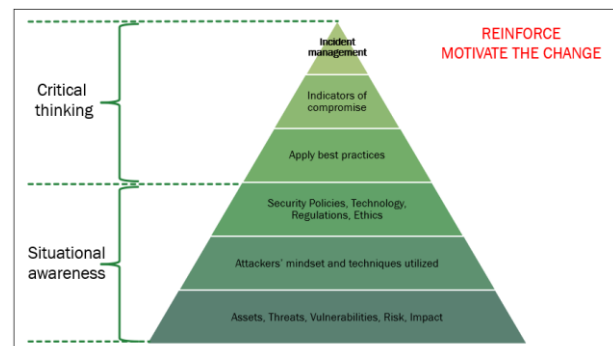 REINFORCE
MOTIVATE THE CHANGE
Incident
management
Critical
thinking
Indicators of
compromise
Apply best practices
Security Policies, Technology,
Regulations, Ethics
Situational
awareness
Attackers' mindset and techniques utilized
Assets, Threats, Vulnerabilities, Risk, Impact